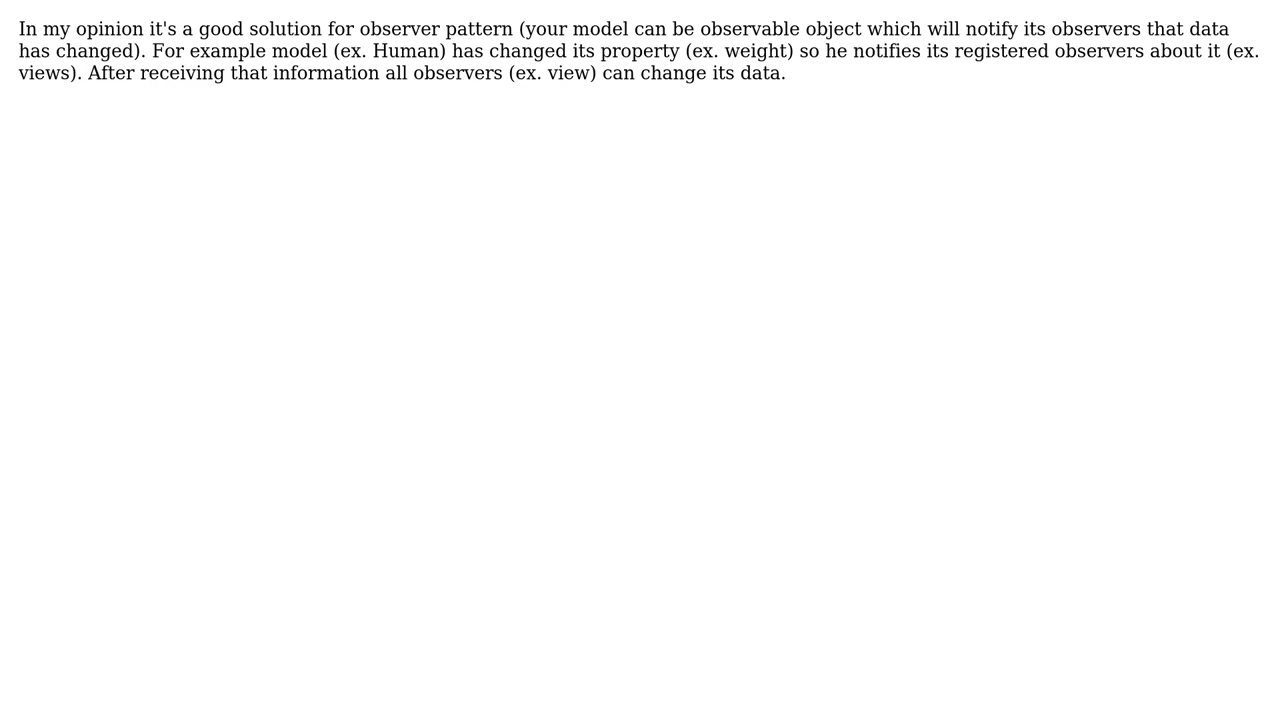 In my opinion it's a good solution for observer pattern (your model can be observable object which will notify its observers that data
has changed). For example model (ex. Human) has changed its property (ex. weight) so he notifies its registered observers about it (ex.
views). After receiving that information all observers (ex. view) can change its data.